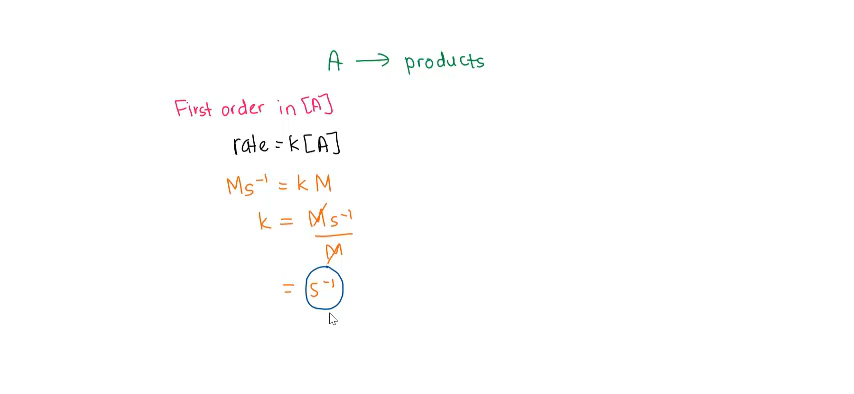 A → products
First order in [A]
rate = k [A]
Ms⁻¹ = k M
k = Ms⁻¹
M
= s⁻¹